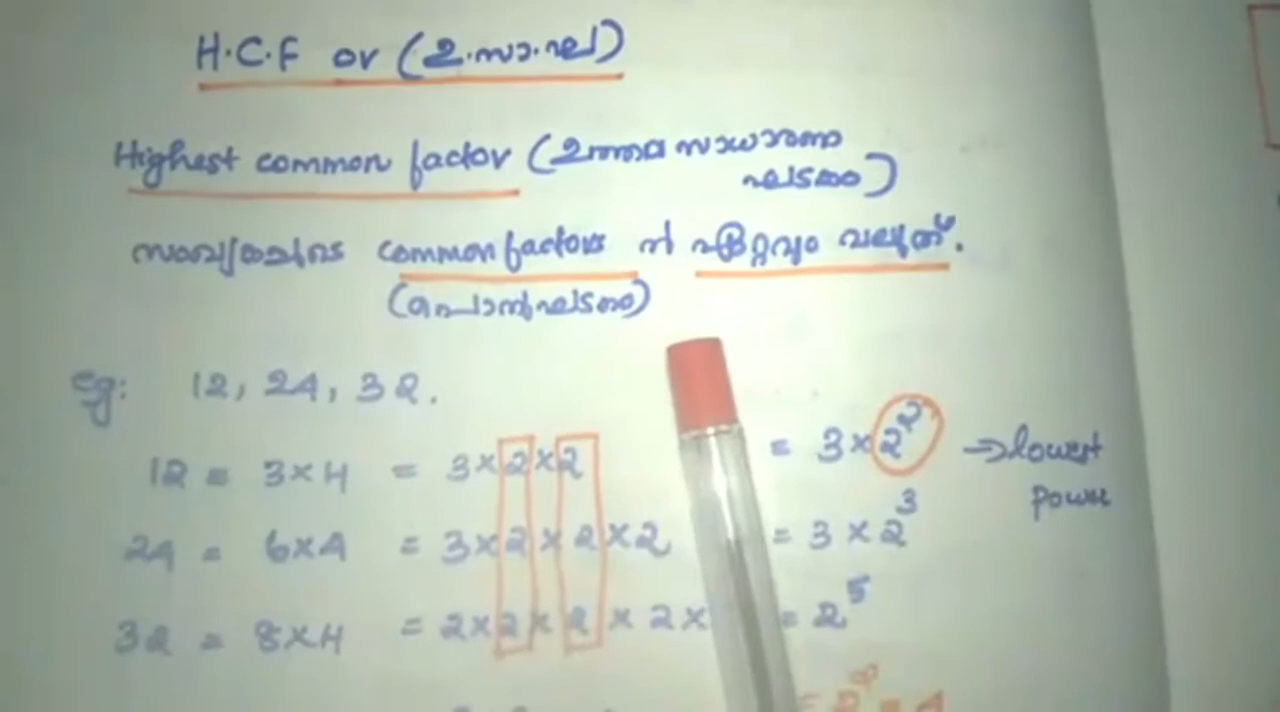 H.C.F or (ഉ.സാ.ഘ)
Highest common factor (ഉത്തമ സാധാരണ
ഘടകം)
സംഖ്യകളുടെ common factors ൽ ഏറ്റവും വലുത്.
(പൊതുഘടകം)
eg: 12, 24, 32.
12 = 3×4 = 3×2×2 = 3×2² → lowest
power
24 = 6×4 = 3×2×2×2 = 3×2³
32 = 8×4 = 2×2×2×2× = 2⁵